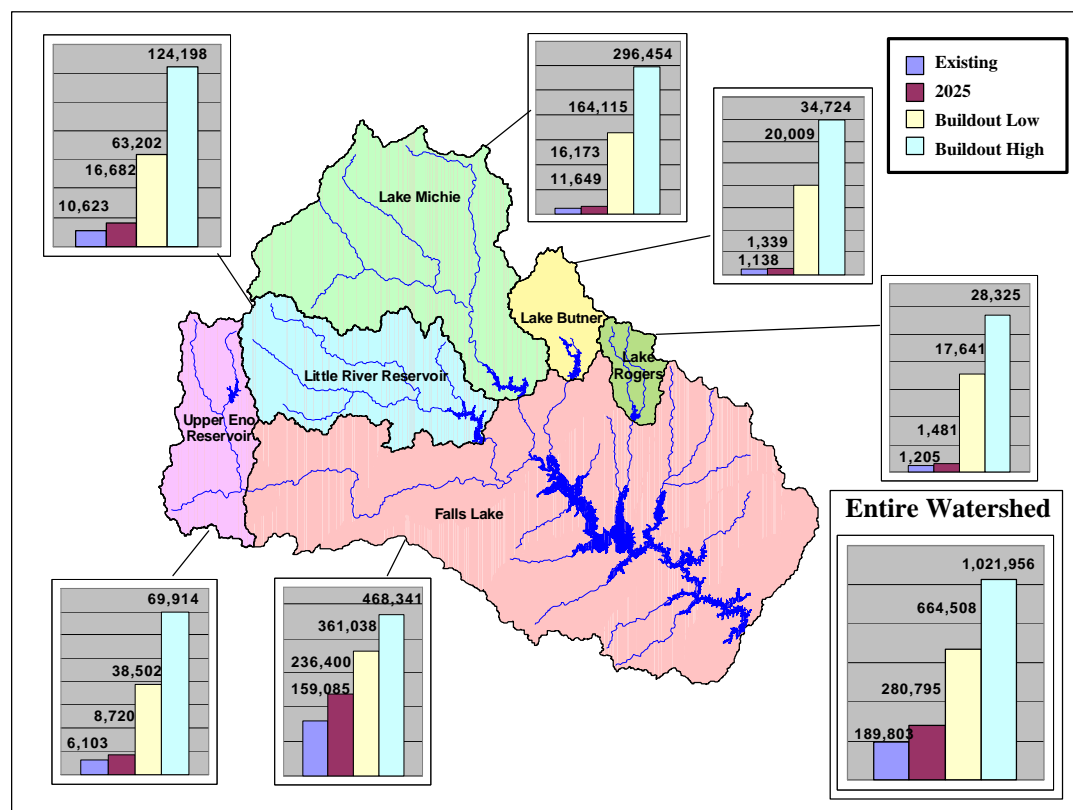 124,198
63,202
16,682
10,623
296,454
164,115
16,173
11,649
34,724
20,009
1,339
1,138
Existing
2025
Buildout Low
Buildout High
Lake Michie
Lake Butner
Lake
Rogers
Little River Reservoir
Upper Eno
Reservoir
Falls Lake
28,325
17,641
1,481
1,205
69,914
38,502
8,720
6,103
468,341
361,038
236,400
159,085
Entire Watershed
1,021,956
664,508
280,795
189,803